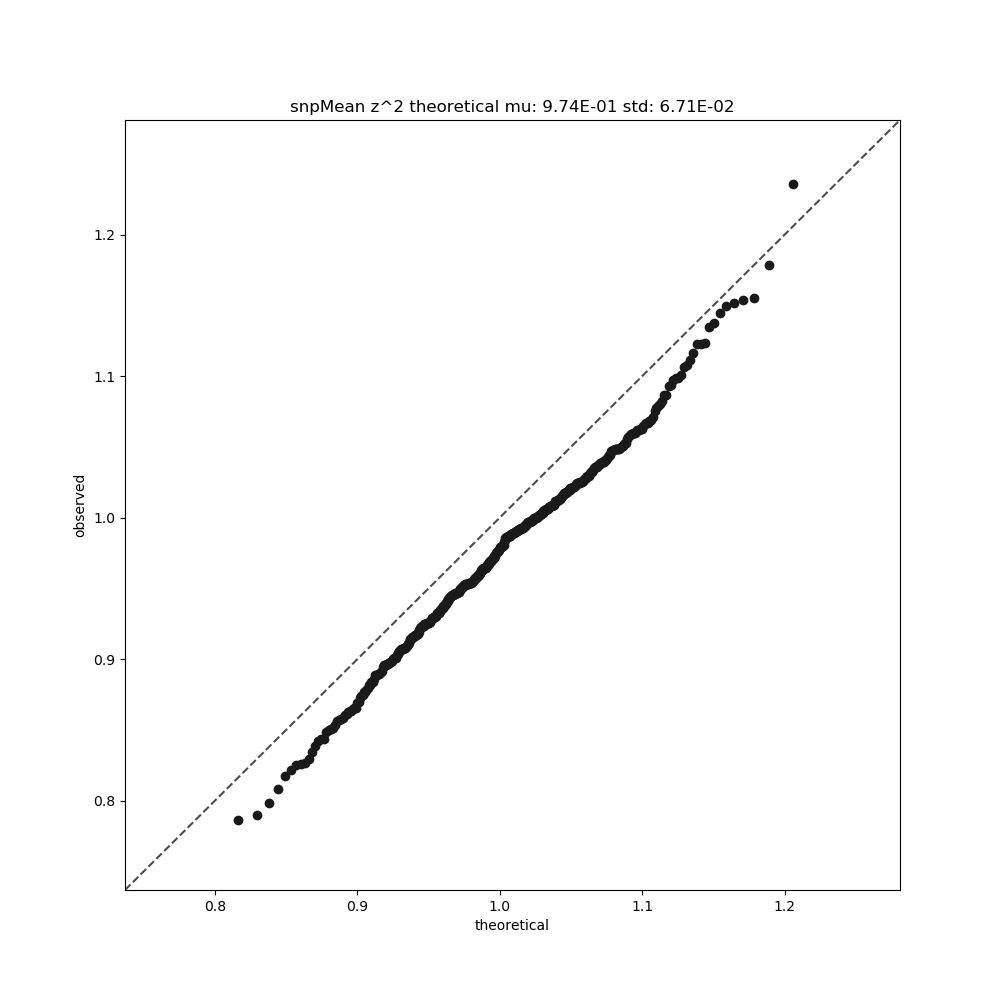 snpMean z^2 theoretical mu: 9.74E-01 std: 6.71E-02
1.2
1.1
1.0
0.9
0.8
observed
0.8 0.9 1.0 1.1 1.2
theoretical